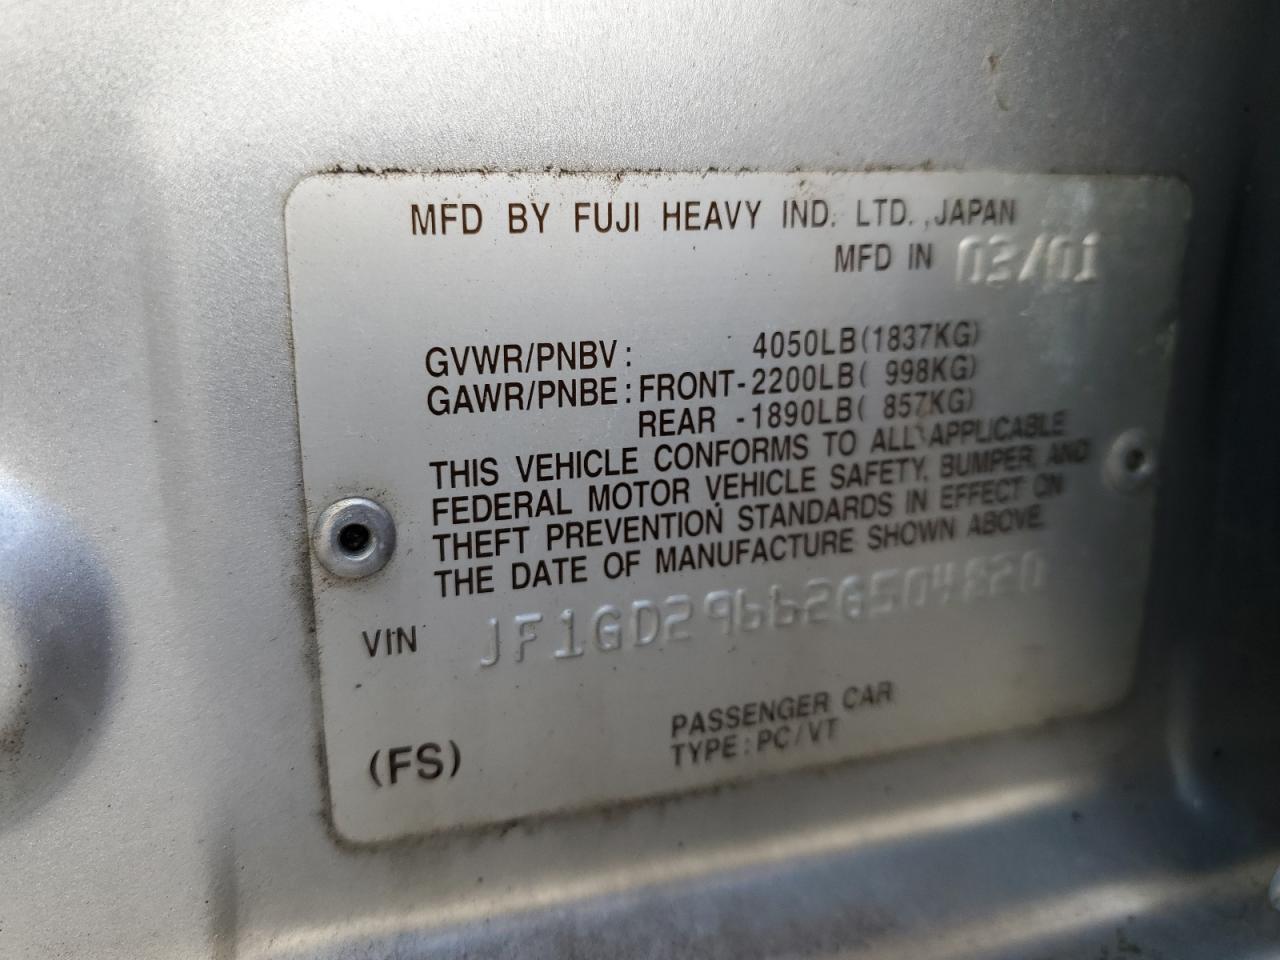 MFD BY FUJI HEAVY IND. LTD.,JAPAN
MFD IN 03/01
GVWR/PNBV: 4050LB(1837KG)
GAWR/PNBE:FRONT-2200LB( 998KG)
REAR -1890LB( 857KG)
THIS VEHICLE CONFORMS TO ALL APPLICABLE
FEDERAL MOTOR VEHICLE SAFETY, BUMPER, AND
THEFT PREVENTION STANDARDS IN EFFECT ON
THE DATE OF MANUFACTURE SHOWN ABOVE.
VIN JF1GD29662G504820
PASSENGER CAR
(FS) TYPE:PC/VT